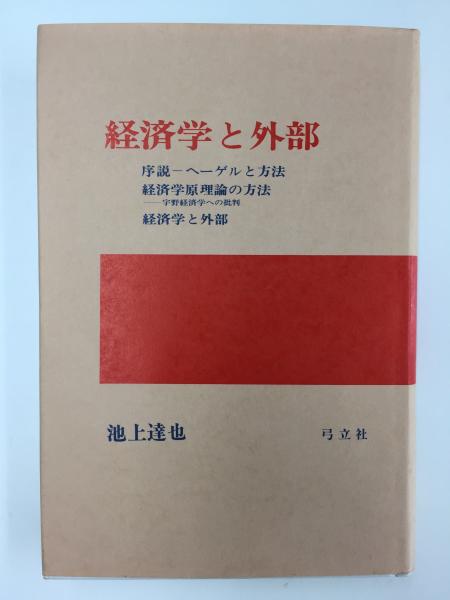 経済学と外部
序説－ヘーゲルと方法
経済学原理論の方法
――宇野経済学への批判
経済学と外部
池上達也 弓立社